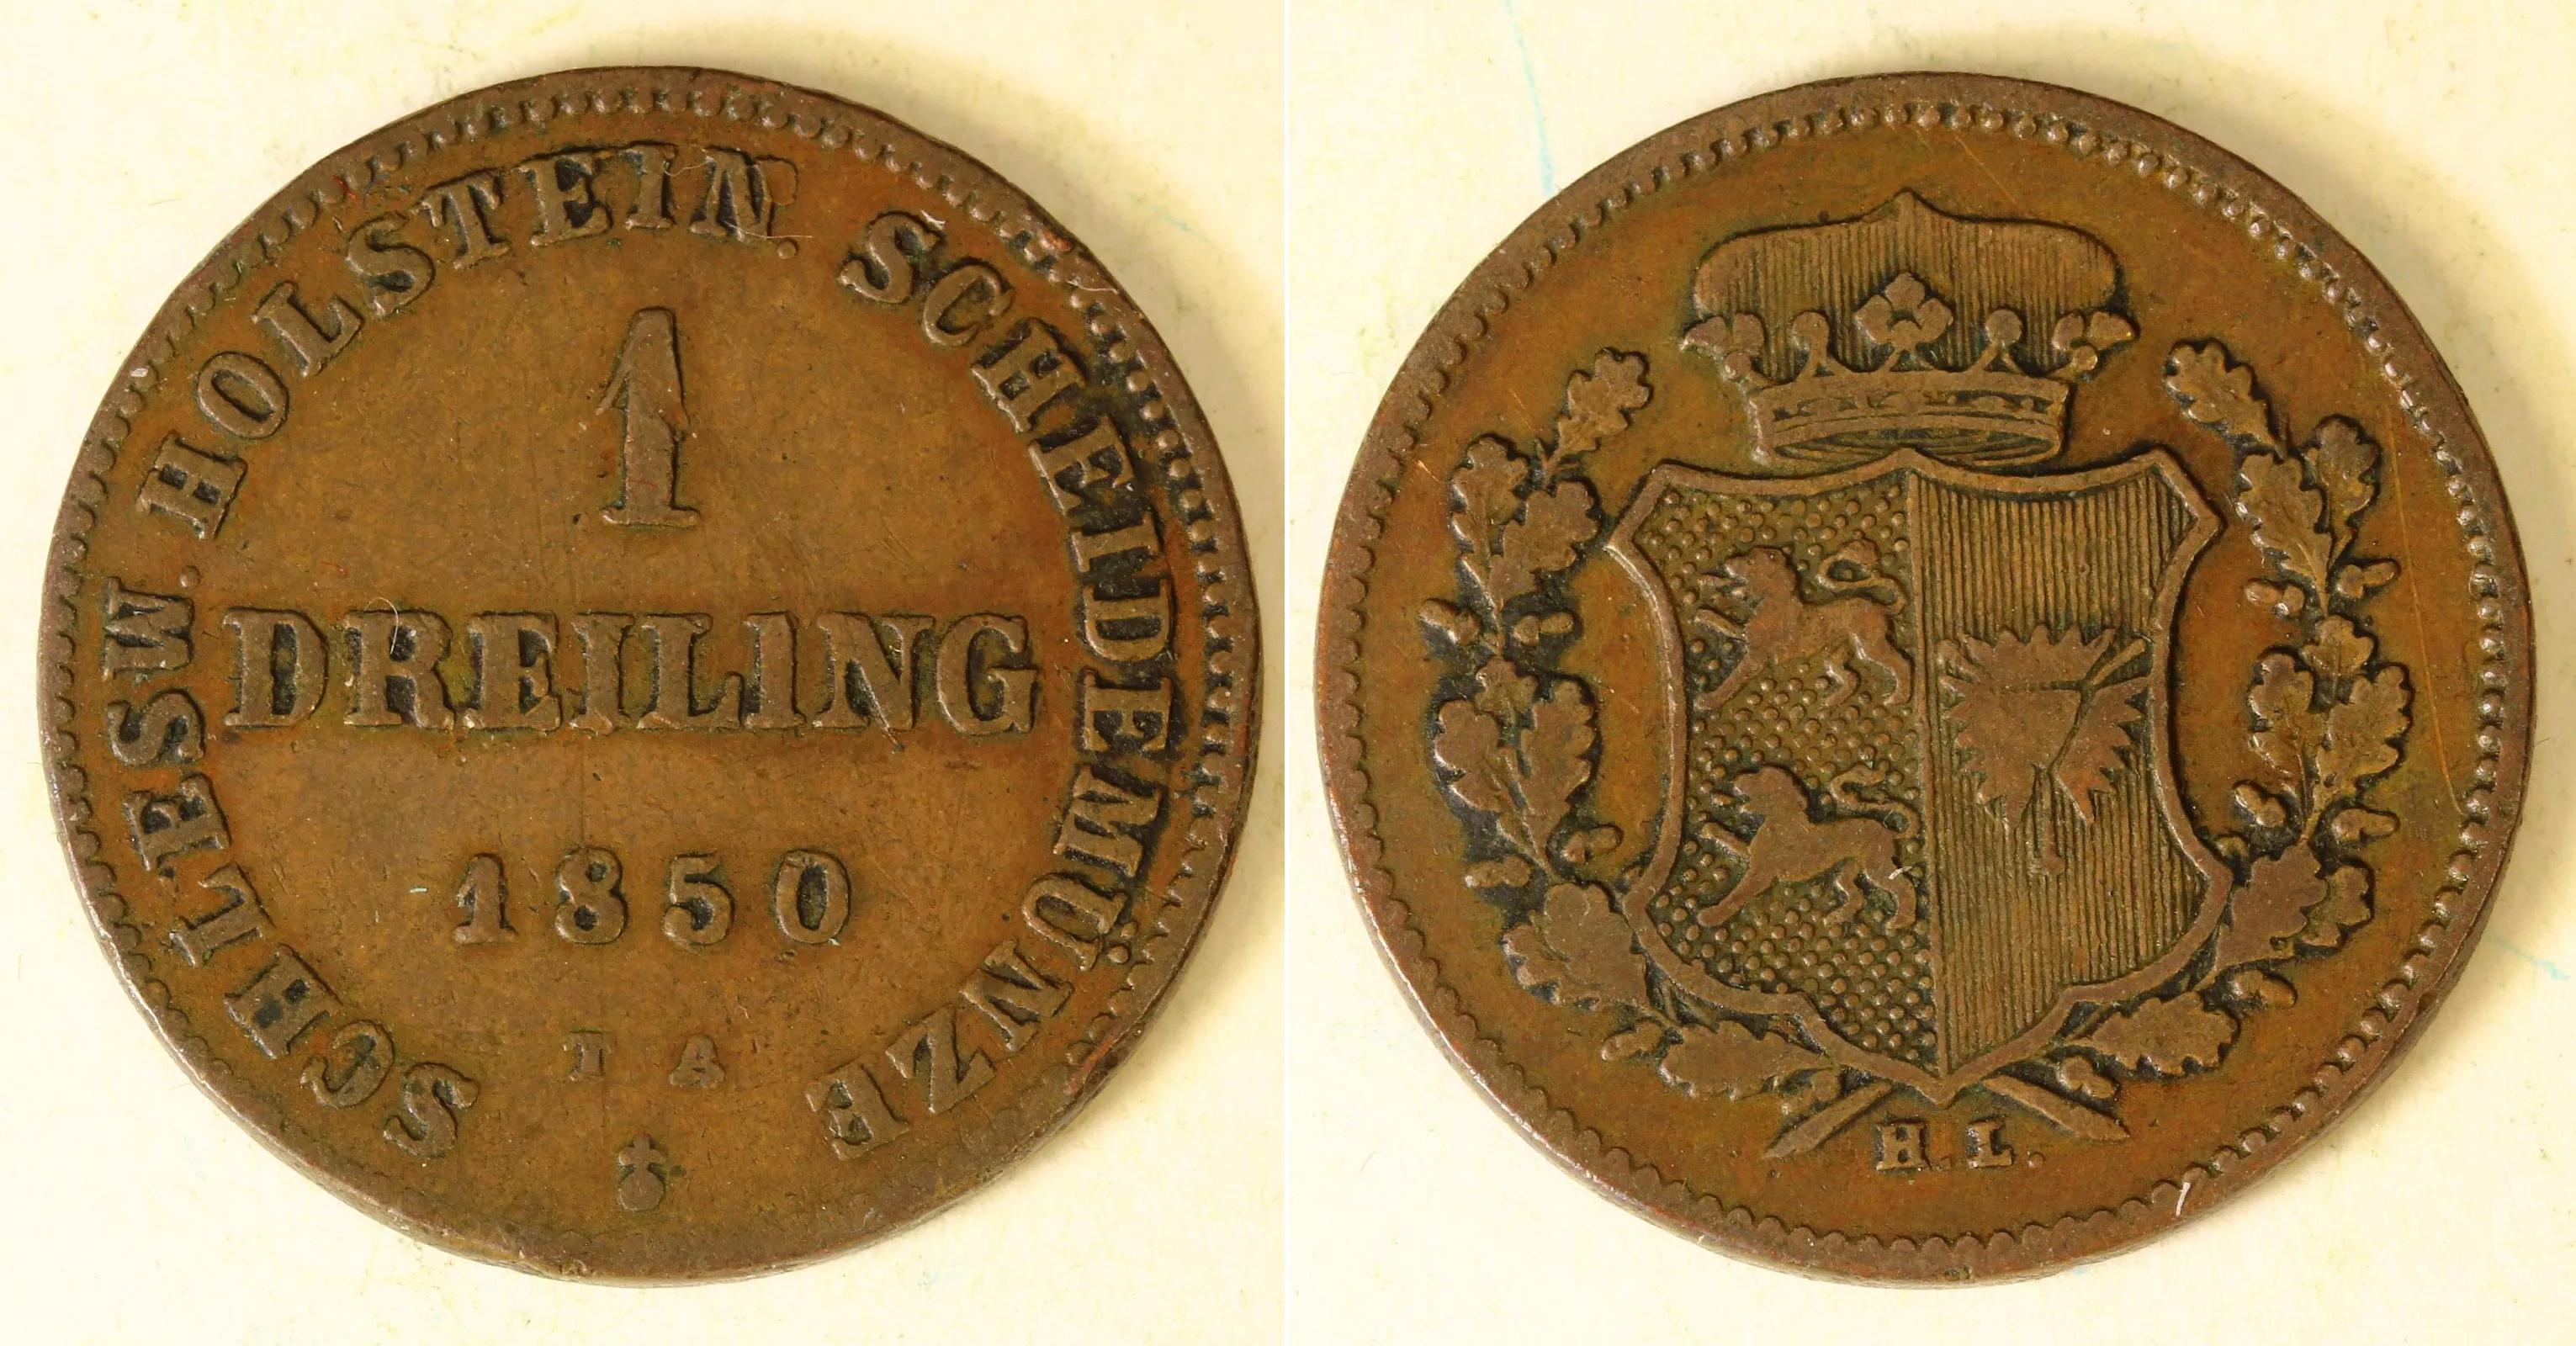 SCHLESW. HOLSTEIN. SCHEIDEMÜNZE
1
DREILING
1850
T A
H. L.